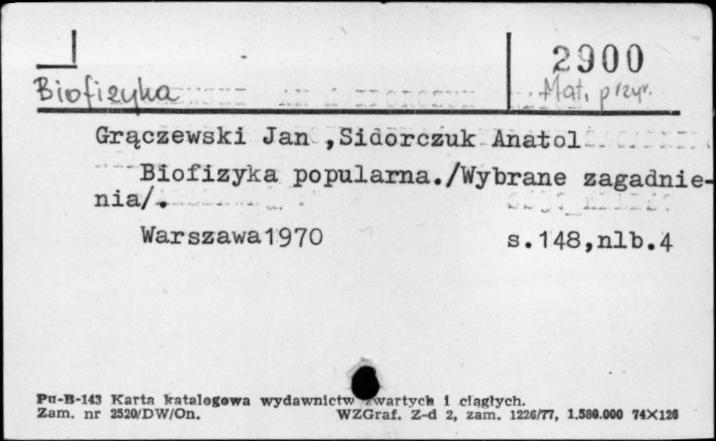 2900
Biofizyka Mat. przyr.
Grączewski Jan ,Sidorczuk Anatol
Biofizyka popularna./Wybrane zagadnie-
nia/.
Warszawa1970 s.148,nlb.4
Pu-B-143 Karta katalogowa wydawnictw zwartych i ciągłych.
Zam. nr 2520/DW/On. WZGraf. Z-d 2, zam. 1226/77, 1.580.000 74X120